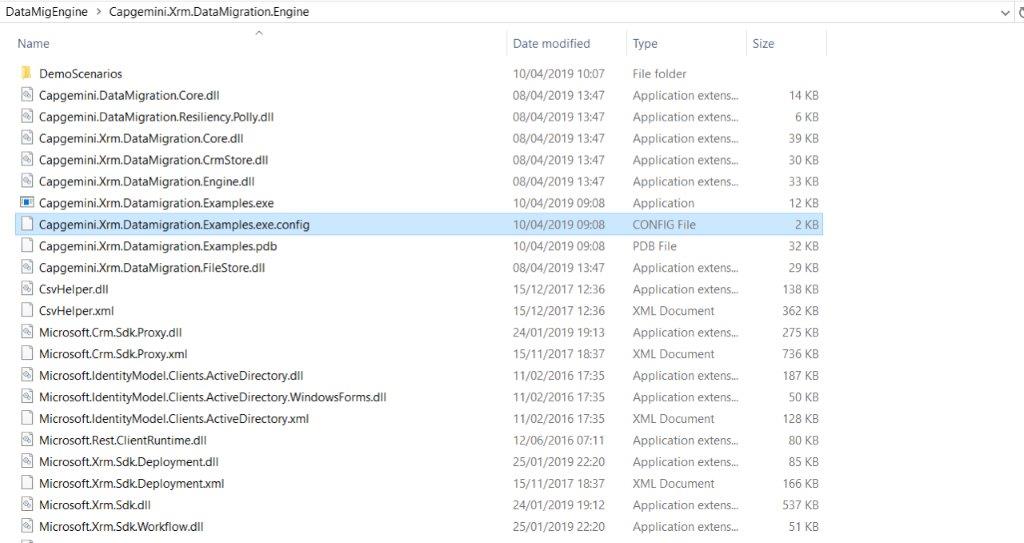 DataMigEngine > Capgemini.Xrm.DataMigration.Engine
Name Date modified Type Size
DemoScenarios 10/04/2019 10:07 File folder
Capgemini.DataMigration.Core.dll 08/04/2019 13:47 Application extens... 14 KB
Capgemini.DataMigration.Resiliency.Polly.dll 08/04/2019 13:47 Application extens... 6 KB
Capgemini.Xrm.DataMigration.Core.dll 08/04/2019 13:47 Application extens... 39 KB
Capgemini.Xrm.DataMigration.CrmStore.dll 08/04/2019 13:47 Application extens... 30 KB
Capgemini.Xrm.DataMigration.Engine.dll 08/04/2019 13:47 Application extens... 33 KB
Capgemini.Xrm.DataMigration.Examples.exe 10/04/2019 09:08 Application 12 KB
Capgemini.Xrm.Datamigration.Examples.exe.config 10/04/2019 09:08 CONFIG File 2 KB
Capgemini.Xrm.Datamigration.Examples.pdb 10/04/2019 09:08 PDB File 32 KB
Capgemini.Xrm.DataMigration.FileStore.dll 08/04/2019 13:47 Application extens... 29 KB
CsvHelper.dll 15/12/2017 12:36 Application extens... 138 KB
CsvHelper.xml 15/12/2017 12:36 XML Document 362 KB
Microsoft.Crm.Sdk.Proxy.dll 24/01/2019 19:13 Application extens... 275 KB
Microsoft.Crm.Sdk.Proxy.xml 15/11/2017 18:37 XML Document 736 KB
Microsoft.IdentityModel.Clients.ActiveDirectory.dll 11/02/2016 17:35 Application extens... 187 KB
Microsoft.IdentityModel.Clients.ActiveDirectory.WindowsForms.dll 11/02/2016 17:35 Application extens... 50 KB
Microsoft.IdentityModel.Clients.ActiveDirectory.xml 11/02/2016 17:35 XML Document 128 KB
Microsoft.Rest.ClientRuntime.dll 12/06/2016 07:11 Application extens... 80 KB
Microsoft.Xrm.Sdk.Deployment.dll 25/01/2019 22:20 Application extens... 85 KB
Microsoft.Xrm.Sdk.Deployment.xml 15/11/2017 18:37 XML Document 166 KB
Microsoft.Xrm.Sdk.dll 24/01/2019 19:12 Application extens... 537 KB
Microsoft.Xrm.Sdk.Workflow.dll 25/01/2019 22:20 Application extens... 51 KB